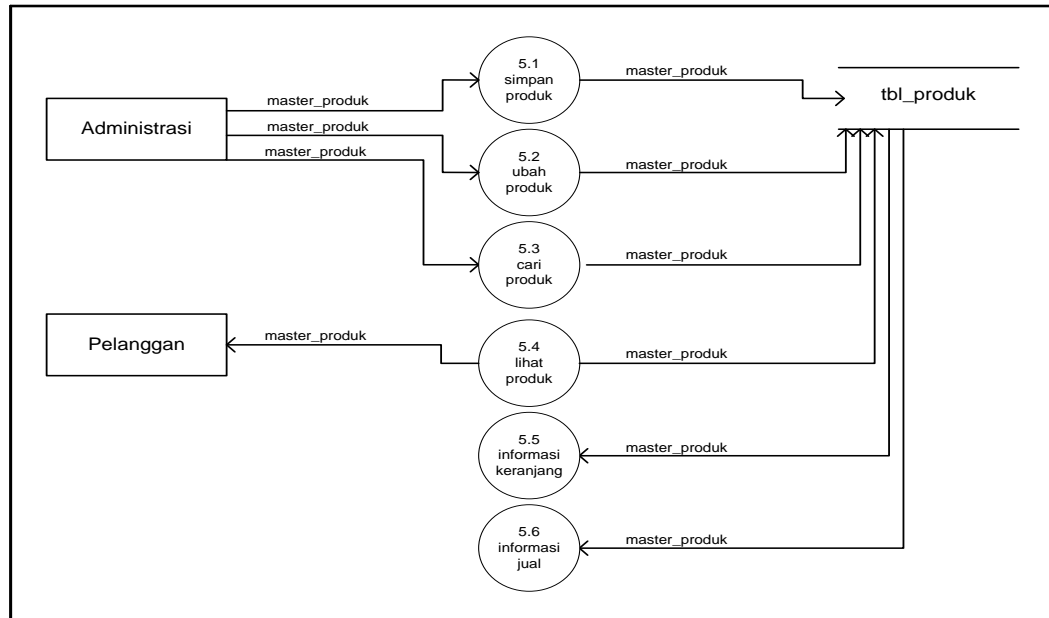 5.1
simpan
produk
master_produk
tbl_produk
master_produk
Administrasi
master_produk
master_produk
5.2
ubah
produk
master_produk
5.3
cari
produk
master_produk
Pelanggan
master_produk
5.4
lihat
produk
master_produk
5.5
informasi
keranjang
master_produk
5.6
informasi
jual
master_produk